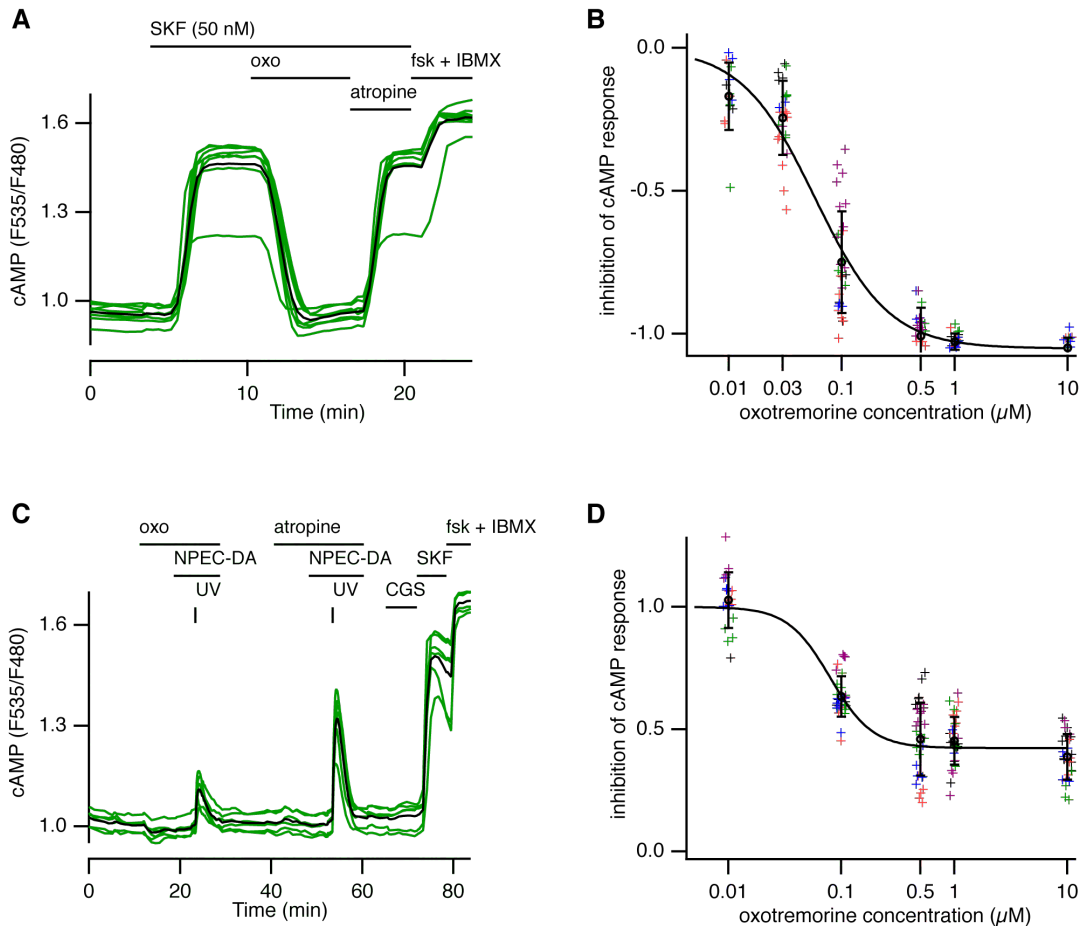 A
SKF (50 nM)
oxo
fsk + IBMX
atropine
cAMP (F535/F480)
1.6
1.3
1.0
0
10
20
Time (min)
B
inhibition of cAMP response
0.0
-0.5
-1.0
0.01
0.03
0.1
0.5
1
10
oxotremorine concentration (µM)
C
oxo
atropine
fsk + IBMX
NPEC-DA
NPEC-DA
SKF
UV
UV
CGS
cAMP (F535/F480)
1.6
1.3
1.0
0
20
40
60
80
Time (min)
D
inhibition of cAMP response
1.0
0.5
0.0
0.01
0.1
0.5
1
10
oxotremorine concentration (µM)